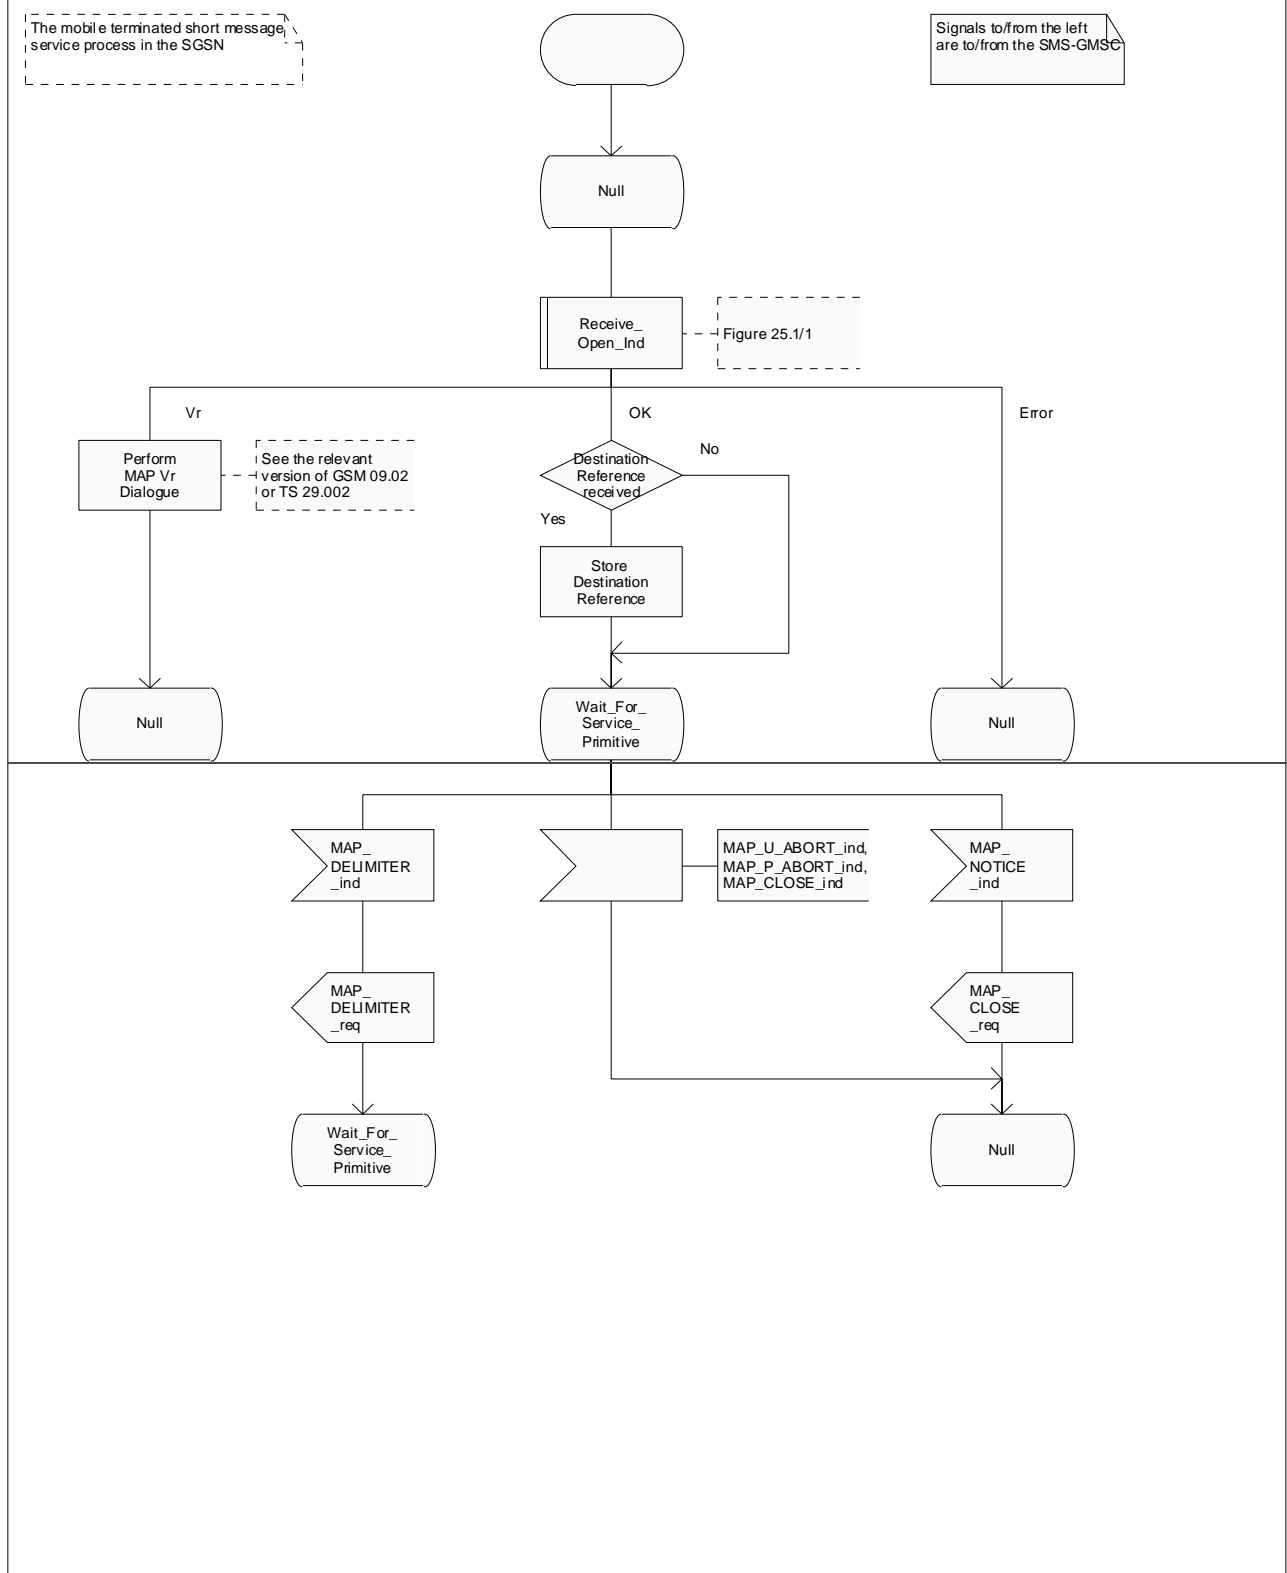 The mobile terminated short message
service process in the SGSN
Signals to/from the left
are to/from the SMS-GMSC
Null
Receive_
Open_Ind
Figure 25.1/1
Vr
OK
Error
Perform
MAP Vr
Dialogue
See the relevant
version of GSM 09.02
or TS 29.002
Destination
Reference
received
No
Yes
Store
Destination
Reference
Null
Wait_For_
Service_
Primitive
Null
MAP_
DELIMITER
_ind
MAP_U_ABORT_ind,
MAP_P_ABORT_ind,
MAP_CLOSE_ind
MAP_
NOTICE
_ind
MAP_
DELIMITER
_req
MAP_
CLOSE
_req
Wait_For_
Service_
Primitive
Null